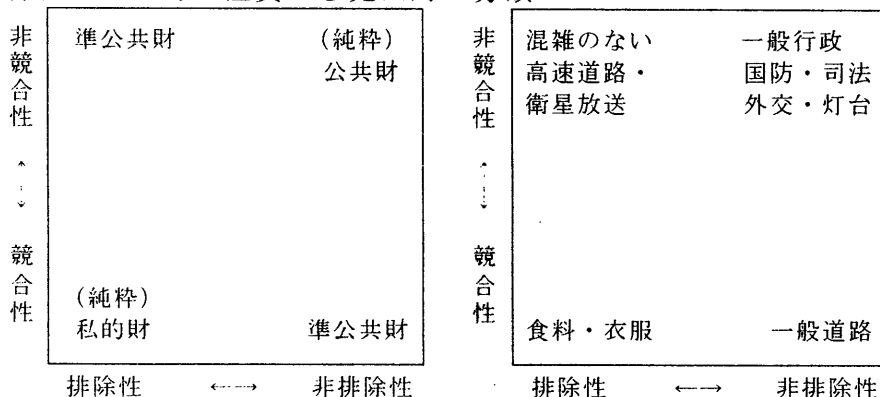 非競合性
↕
競合性
準公共財 (純粋)
公共財
(純粋)
私的財 準公共財
排除性 ←→ 非排除性
非競合性
↕
競合性
混雑のない 一般行政
高速道路・ 国防・司法
衛星放送 外交・灯台
食料・衣服 一般道路
排除性 ←→ 非排除性